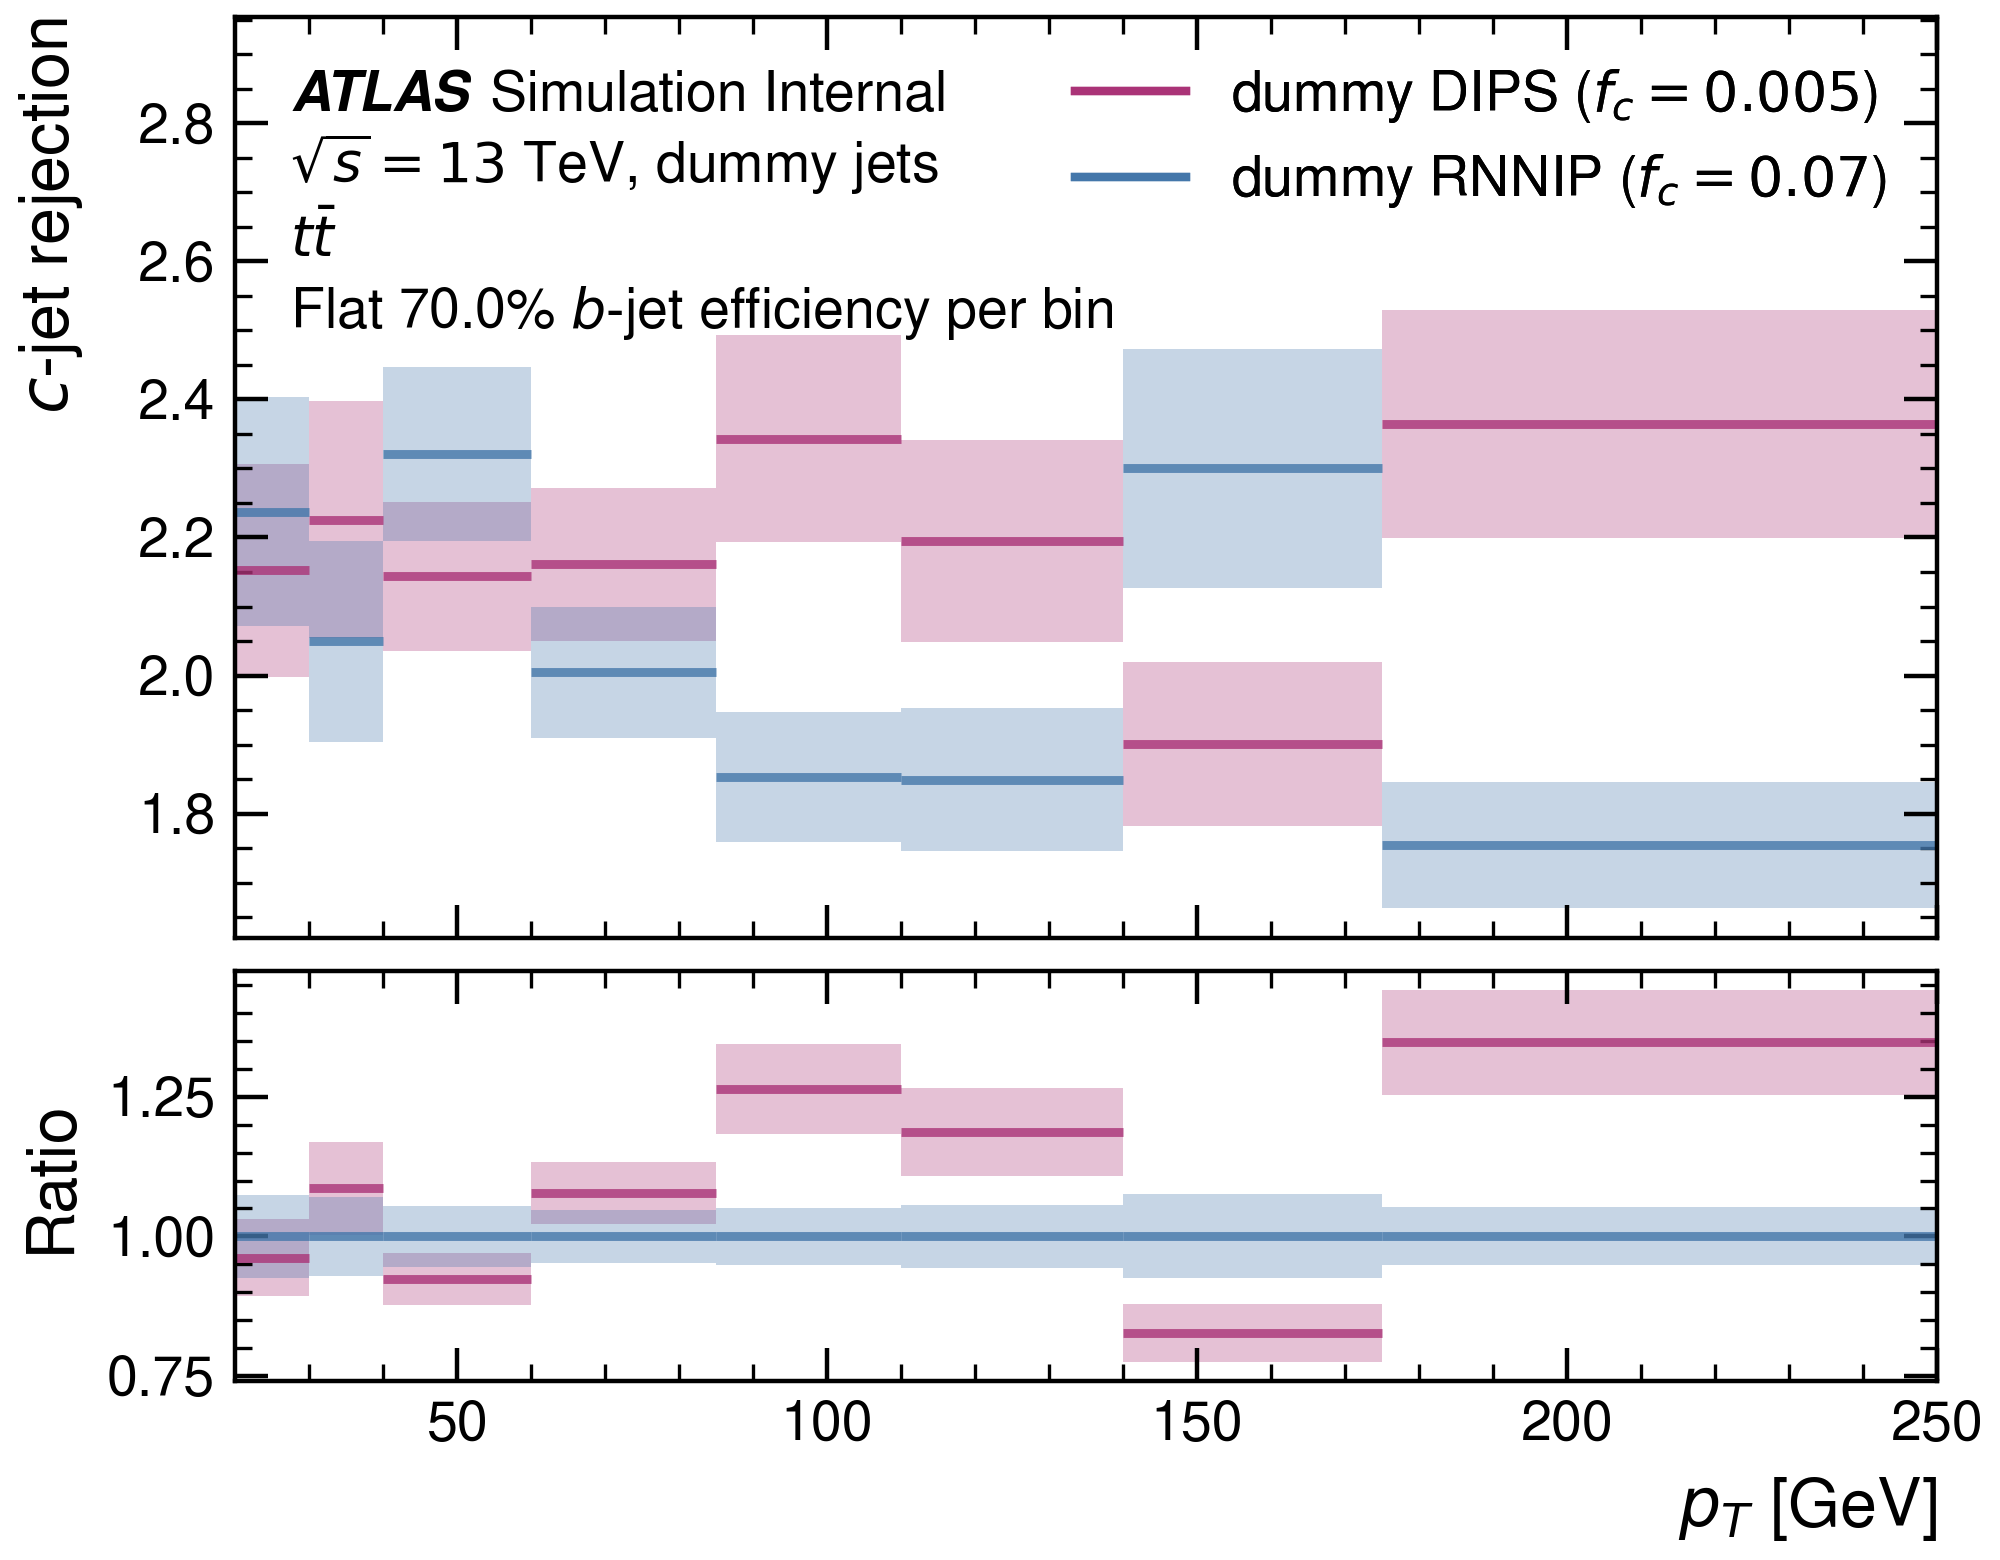 c-jet rejection
ATLAS Simulation Internal
√s = 13 TeV, dummy jets
tt̄
Flat 70.0% b-jet efficiency per bin
dummy DIPS (f_c = 0.005)
dummy RNNIP (f_c = 0.07)
2.8
2.6
2.4
2.2
2.0
1.8
Ratio
1.25
1.00
0.75
50 100 150 200 250
p_T [GeV]